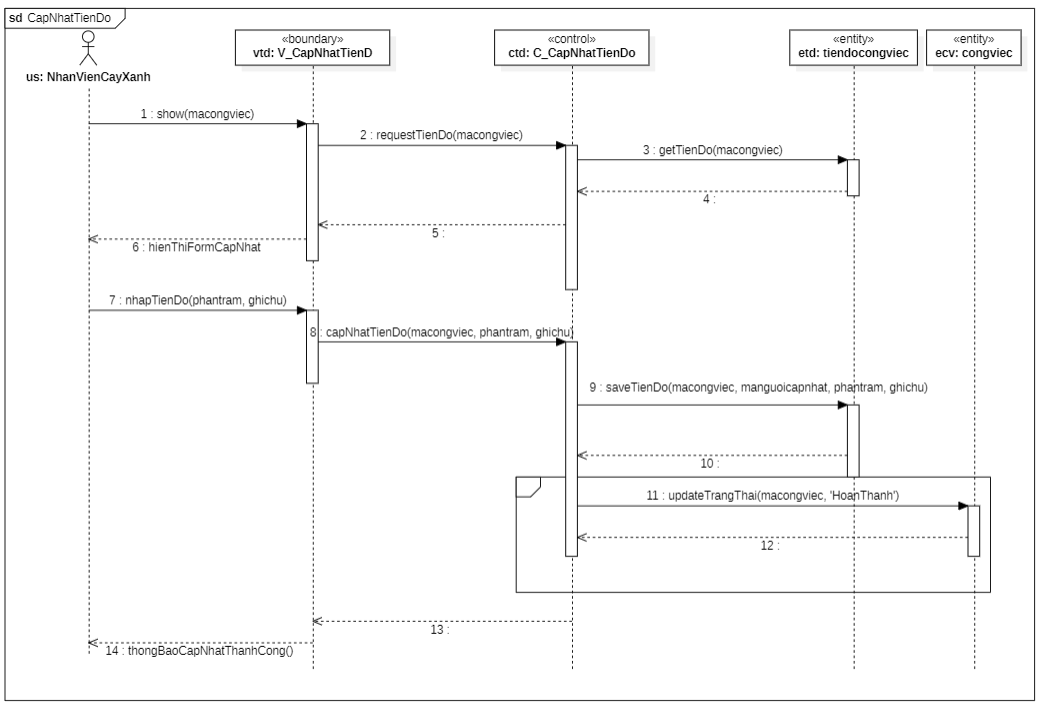 sd CapNhatTienDo
us: NhanVienCayXanh
«boundary»
vtd: V_CapNhatTienD
«control»
ctd: C_CapNhatTienDo
«entity»
etd: tiendocongviec
«entity»
ecv: congviec
1 : show(macongviec)
2 : requestTienDo(macongviec)
3 : getTienDo(macongviec)
4 :
5 :
6 : hienThiFormCapNhat
7 : nhapTienDo(phantram, ghichu)
8 : capNhatTienDo(macongviec, phantram, ghichu)
9 : saveTienDo(macongviec, manguoicapnhat, phantram, ghichu)
10 :
11 : updateTrangThai(macongviec, 'HoanThanh')
12 :
13 :
14 : thongBaoCapNhatThanhCong()